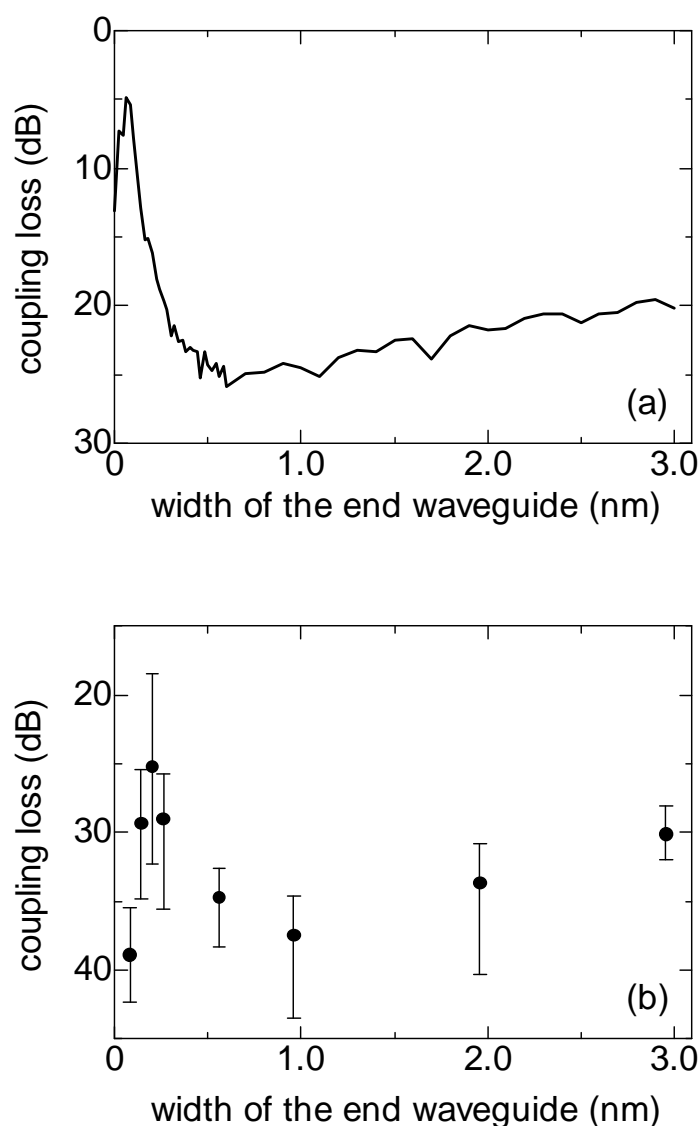 0
10
20
30
coupling loss (dB)
(a)
0 1.0 2.0 3.0
width of the end waveguide (nm)
20
30
40
coupling loss (dB)
(b)
0 1.0 2.0 3.0
width of the end waveguide (nm)